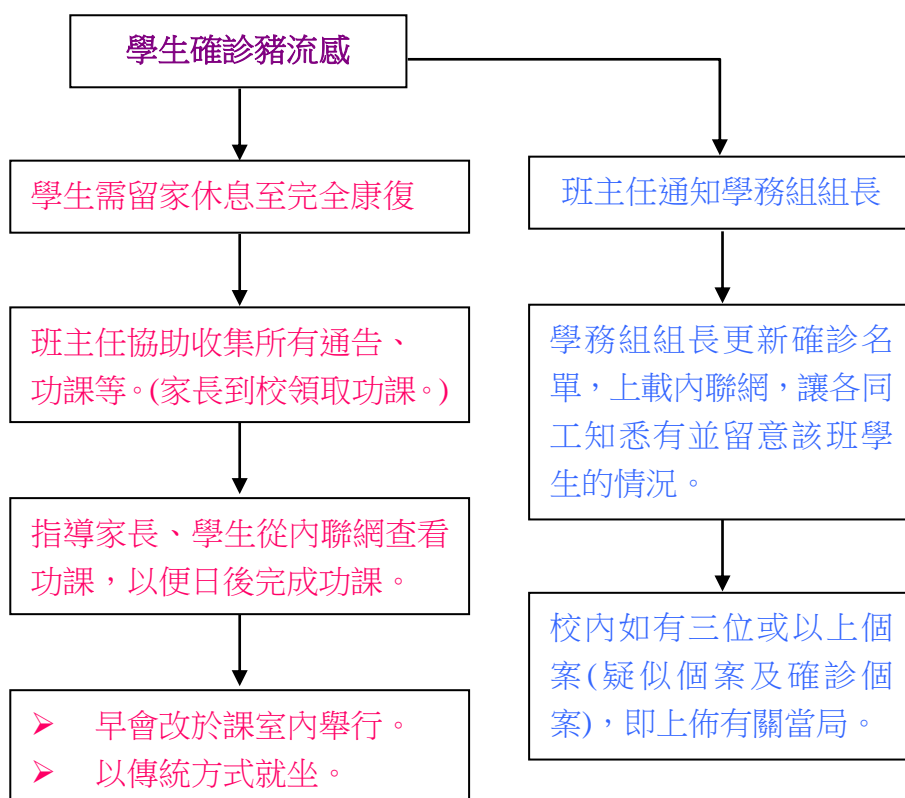 學生確診豬流感
學生需留家休息至完全康復
班主任協助收集所有通告、
功課等。(家長到校領取功課。)
指導家長、學生從內聯網查看
功課，以便日後完成功課。
➢ 早會改於課室內舉行。
➢ 以傳統方式就坐。
班主任通知學務組組長
學務組組長更新確診名
單，上載內聯網，讓各同
工知悉有並留意該班學
生的情況。
校內如有三位或以上個
案(疑似個案及確診個
案)，即上佈有關當局。